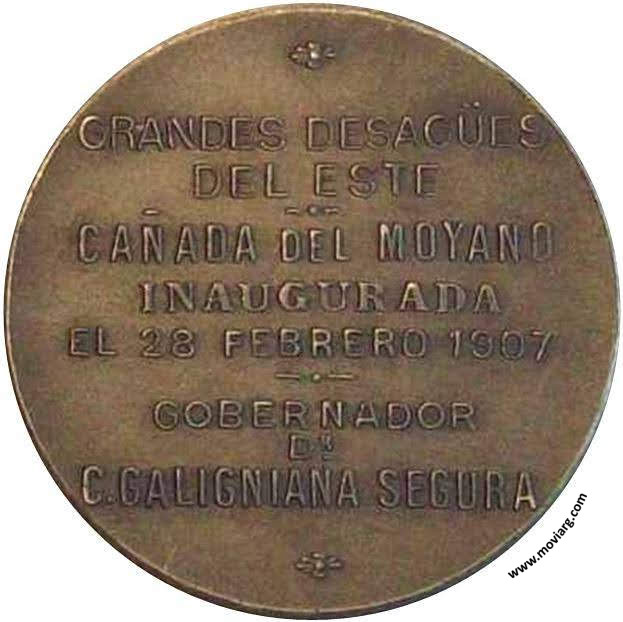 GRANDES DESAGÜES
DEL ESTE
CAÑADA DEL MOYANO
INAUGURADA
EL 28 FEBRERO 1907
GOBERNADOR
Dr
C. GALIGNIANA SEGURA
www.moviarg.com